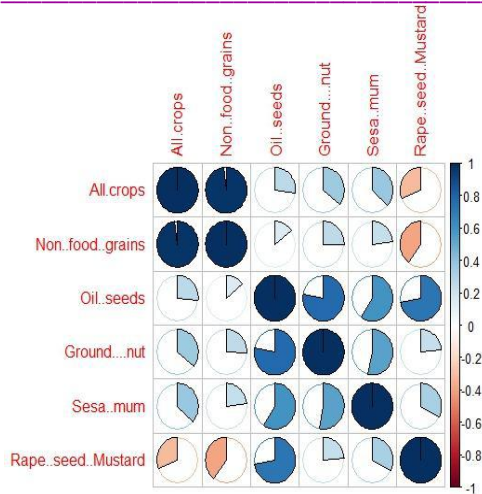 All.crops
Non..food..grains
Oil..seeds
Ground....nut
Sesa..mum
Rape..seed..Mustard
All.crops
Non..food..grains
Oil..seeds
Ground....nut
Sesa..mum
Rape..seed..Mustard
1
0.8
0.6
0.4
0.2
0
-0.2
-0.4
-0.6
-0.8
-1